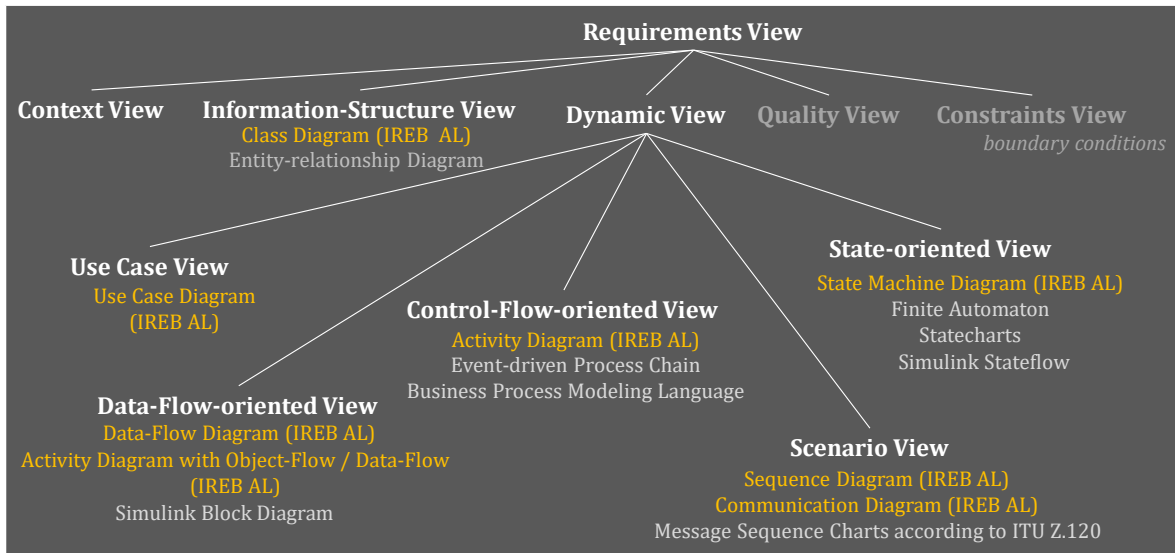 Requirements View
Context View
Information-Structure View
Class Diagram (IREB AL)
Entity-relationship Diagram
Dynamic View
Quality View
Constraints View
boundary conditions
Use Case View
Use Case Diagram
(IREB AL)
State-oriented View
State Machine Diagram (IREB AL)
Finite Automaton
Statecharts
Simulink Stateflow
Control-Flow-oriented View
Activity Diagram (IREB AL)
Event-driven Process Chain
Business Process Modeling Language
Data-Flow-oriented View
Data-Flow Diagram (IREB AL)
Activity Diagram with Object-Flow / Data-Flow
(IREB AL)
Simulink Block Diagram
Scenario View
Sequence Diagram (IREB AL)
Communication Diagram (IREB AL)
Message Sequence Charts according to ITU Z.120